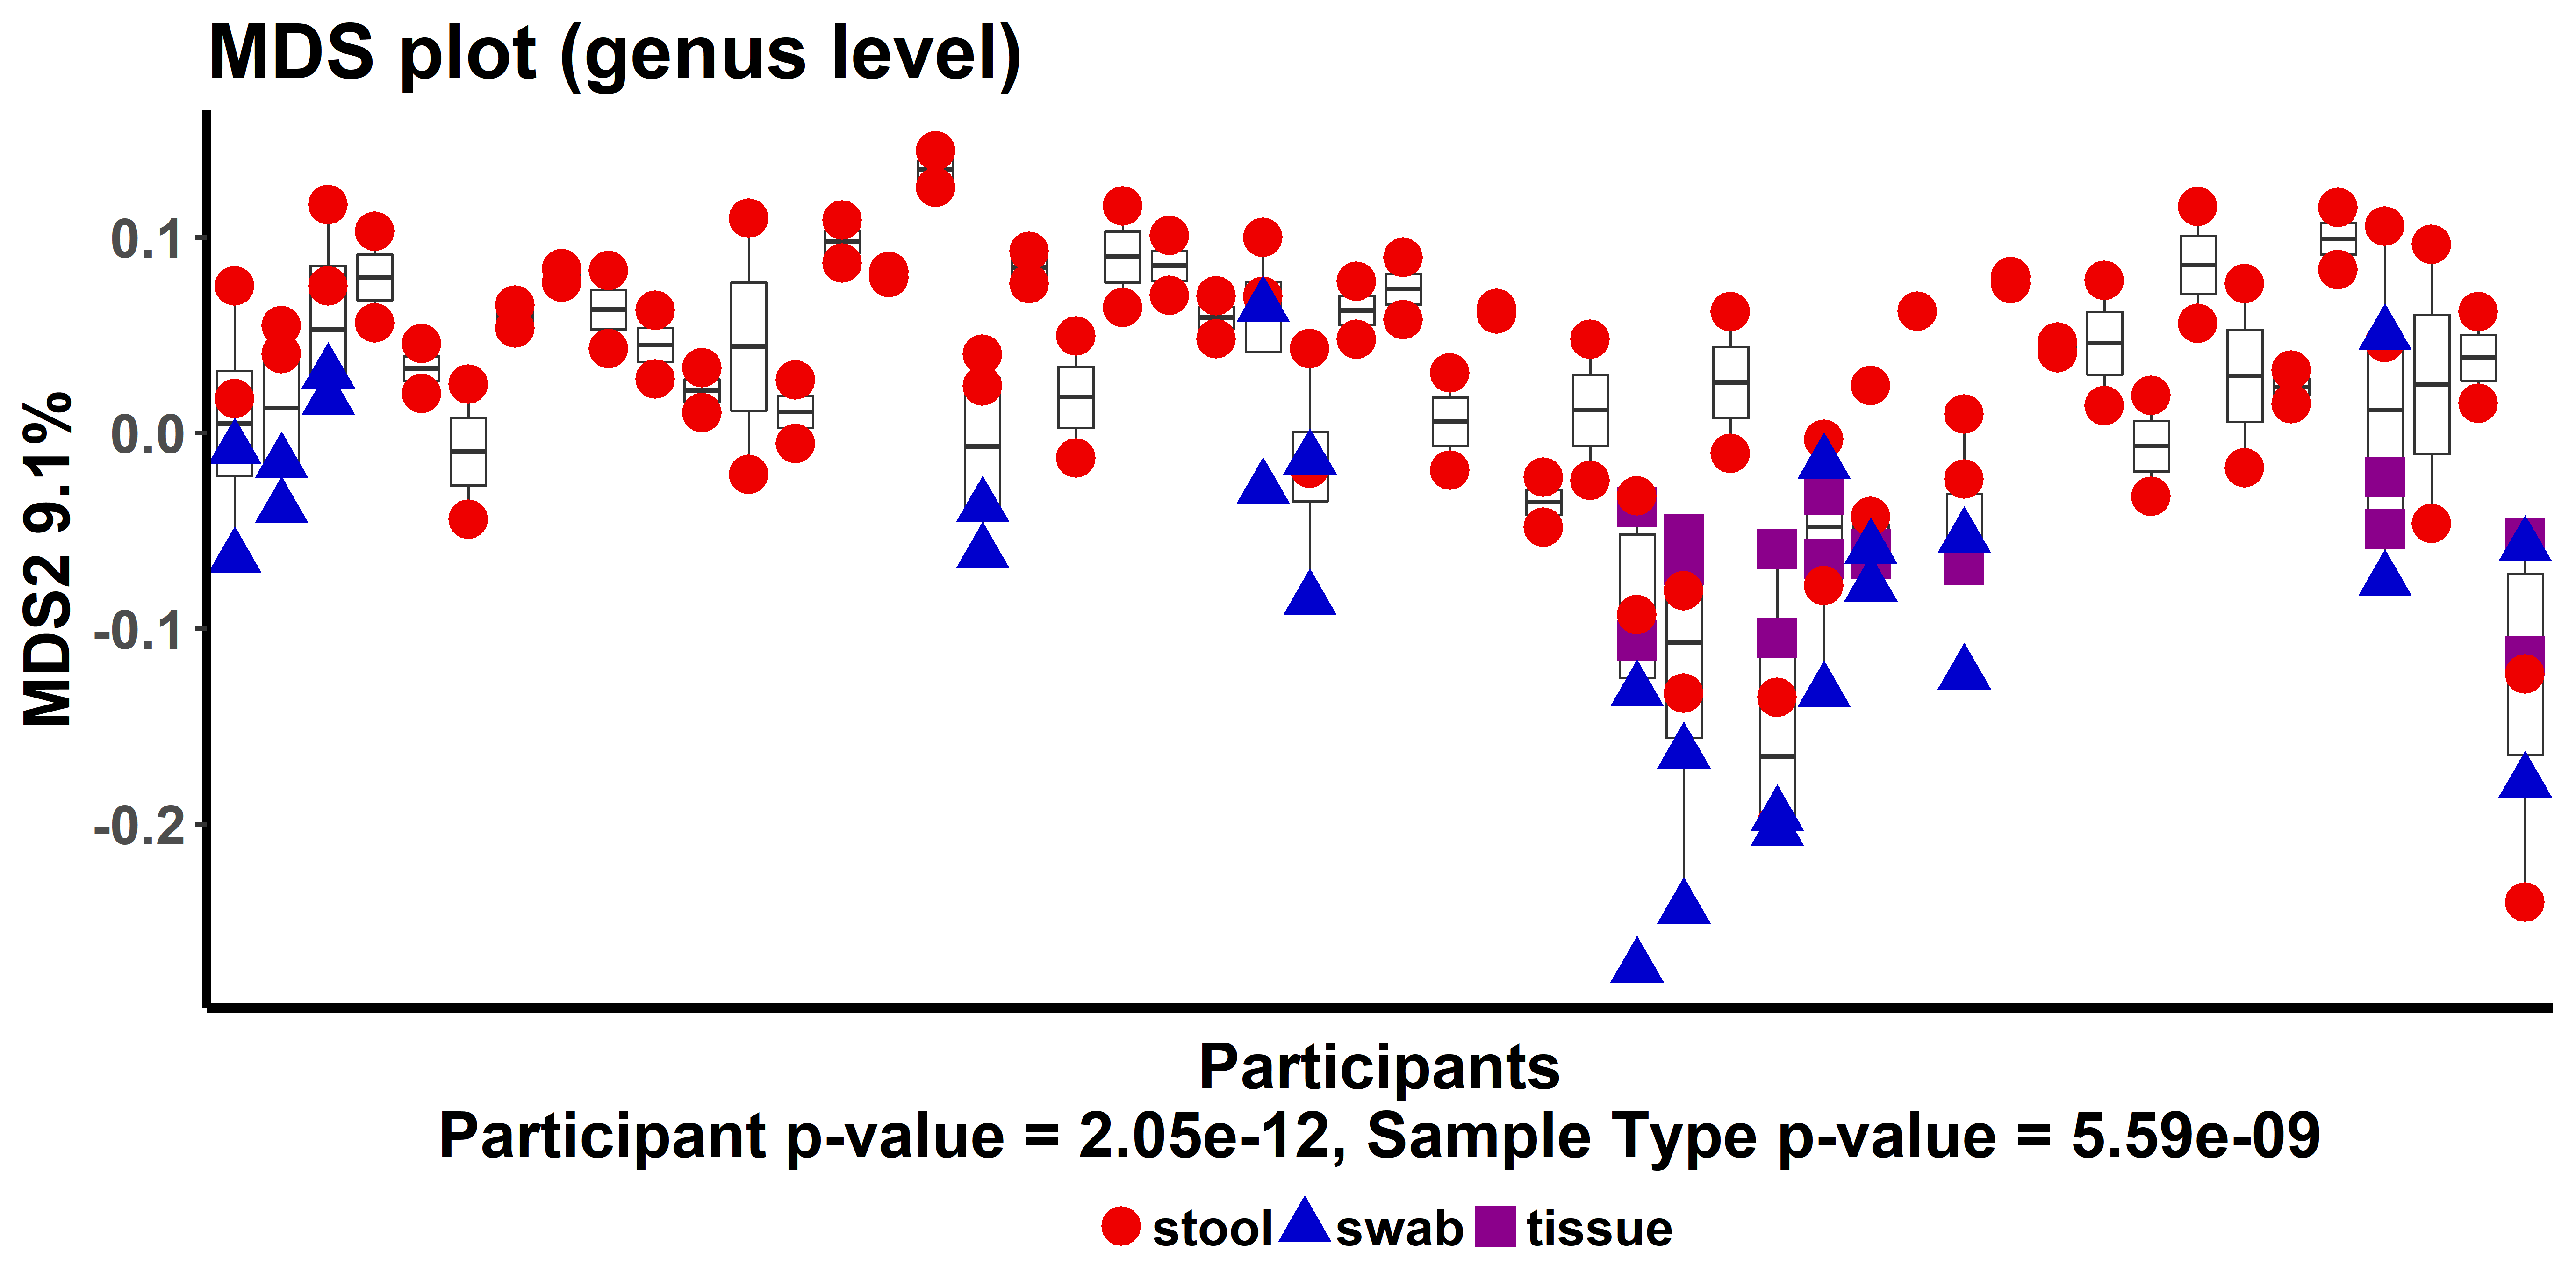 MDS plot (genus level)
MDS2 9.1%
0.1
0.0
-0.1
-0.2
Participants
Participant p-value = 2.05e-12, Sample Type p-value = 5.59e-09
stool swab tissue